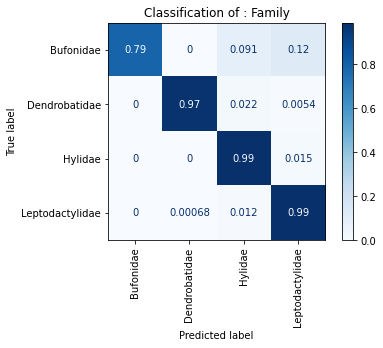 Classification of : Family
True label
Bufonidae 0.79 0 0.091 0.12
Dendrobatidae 0 0.97 0.022 0.0054
Hylidae 0 0 0.99 0.015
Leptodactylidae 0 0.00068 0.012 0.99
Bufonidae
Dendrobatidae
Hylidae
Leptodactylidae
Predicted label
0.8
0.6
0.4
0.2
0.0